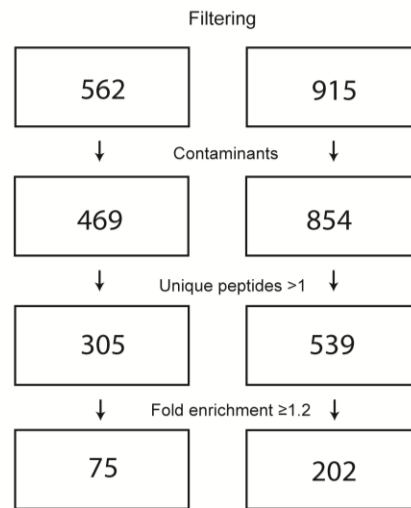 Filtering
562 915
Contaminants
469 854
Unique peptides >1
305 539
Fold enrichment ≥1.2
75 202